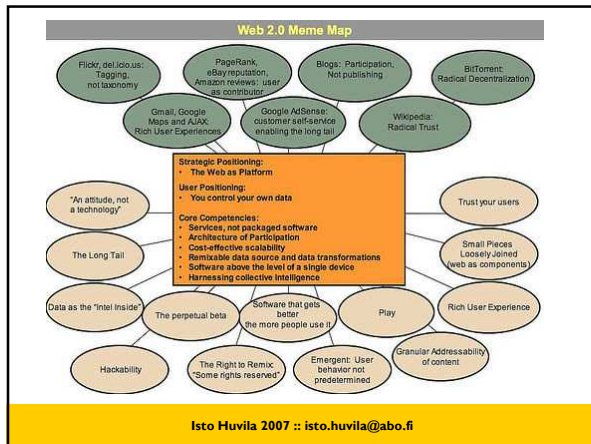 Web 2.0 Meme Map
Flickr, del.icio.us:
Tagging,
not taxonomy
PageRank,
eBay reputation,
Amazon reviews: user
as contributor
Blogs: Participation,
Not publishing
BitTorrent:
Radical Decentralization
Gmail, Google
Maps and AJAX:
Rich User Experiences
Google AdSense:
customer self-service
enabling the long tail
Wikipedia:
Radical Trust
Strategic Positioning:
• The Web as Platform
User Positioning:
• You control your own data
Core Competencies:
• Services, not packaged software
• Architecture of Participation
• Cost-effective scalability
• Remixable data source and data transformations
• Software above the level of a single device
• Harnessing collective intelligence
"An attitude, not
a technology"
Trust your users
The Long Tail
Small Pieces
Loosely Joined
(web as components)
Data as the "Intel Inside"
The perpetual beta
Software that gets
better
the more people use it
Play
Rich User Experience
Hackability
The Right to Remix:
"Some rights reserved"
Emergent: User
behavior not
predetermined
Granular Addressability
of content
Isto Huvila 2007 :: isto.huvila@abo.fi